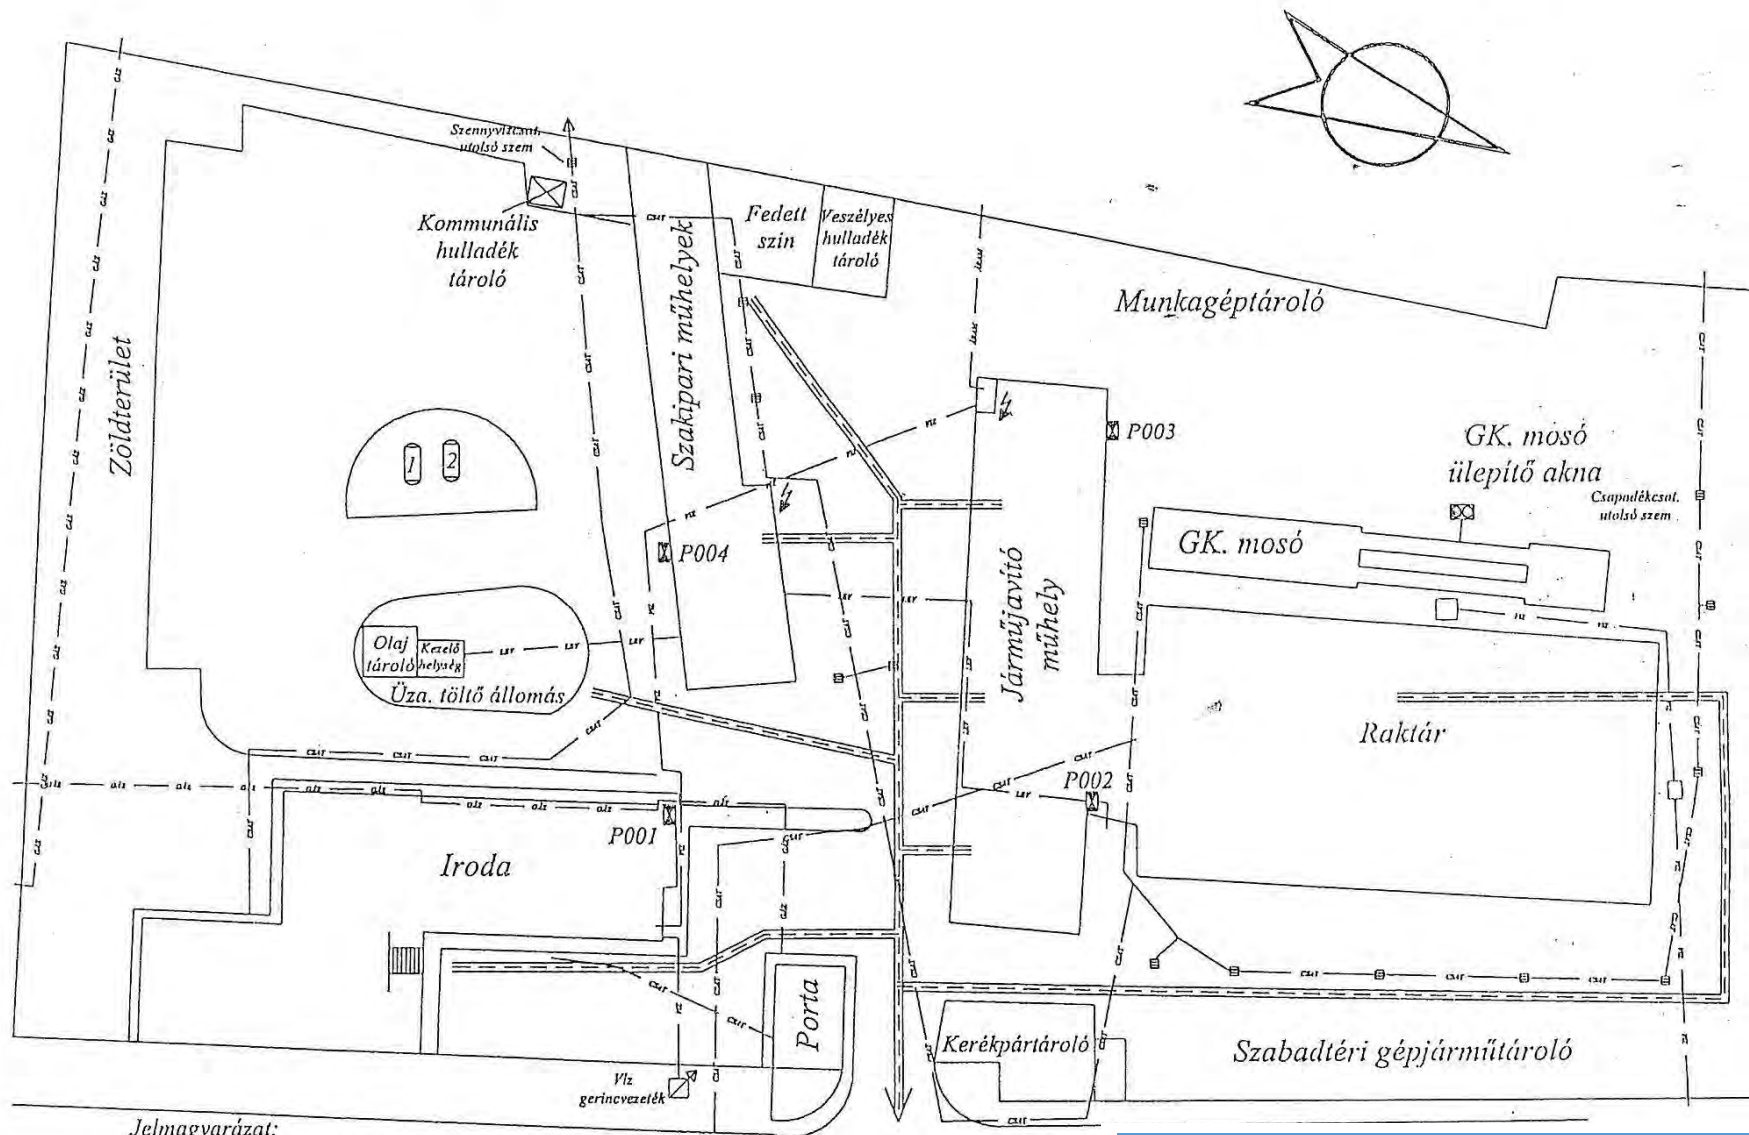 Szennyvízcsat.
utolsó szem
Kommunális
hulladék
tároló
Fedett
szín
Veszélyes
hulladék
tároló
Munkagéptároló
Zöldterület
Szakipari műhelyek
1
2
P003
GK. mosó
ülepítő akna
Csapadékcsat.
utolsó szem
GK. mosó
P004
Járműjavító
műhely
Olaj
tároló
Kezelő
helység
Üza. töltő állomás
Raktár
P002
P001
Iroda
Porta
Kerékpártároló
Szabadtéri gépjárműtároló
Víz
gerincvezeték
Jelmagyarázat: